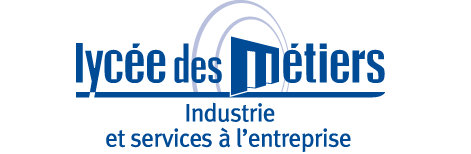 lycée des métiers
Industrie
et services à l'entreprise